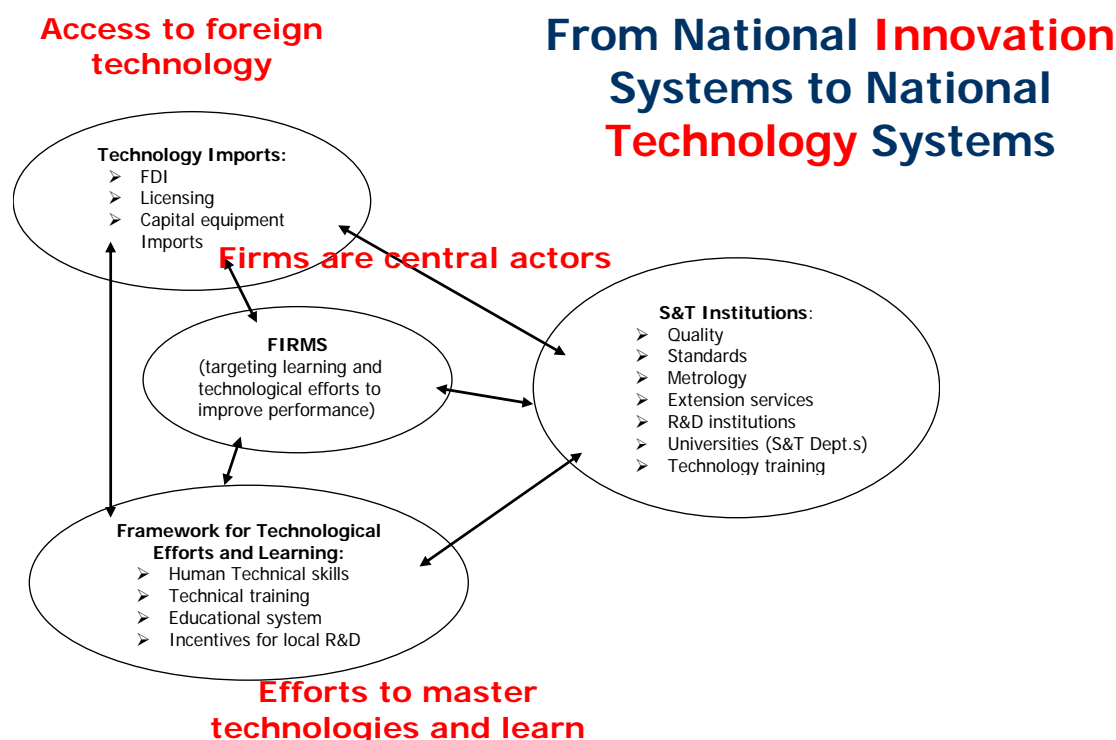 Access to foreign
technology
From National Innovation
Systems to National
Technology Systems
Technology Imports:
➢ FDI
➢ Licensing
➢ Capital equipment
Imports
Firms are central actors
FIRMS
(targeting learning and
technological efforts to
improve performance)
S&T Institutions:
➢ Quality
➢ Standards
➢ Metrology
➢ Extension services
➢ R&D institutions
➢ Universities (S&T Dept.s)
➢ Technology training
Framework for Technological
Efforts and Learning:
➢ Human Technical skills
➢ Technical training
➢ Educational system
➢ Incentives for local R&D
Efforts to master
technologies and learn